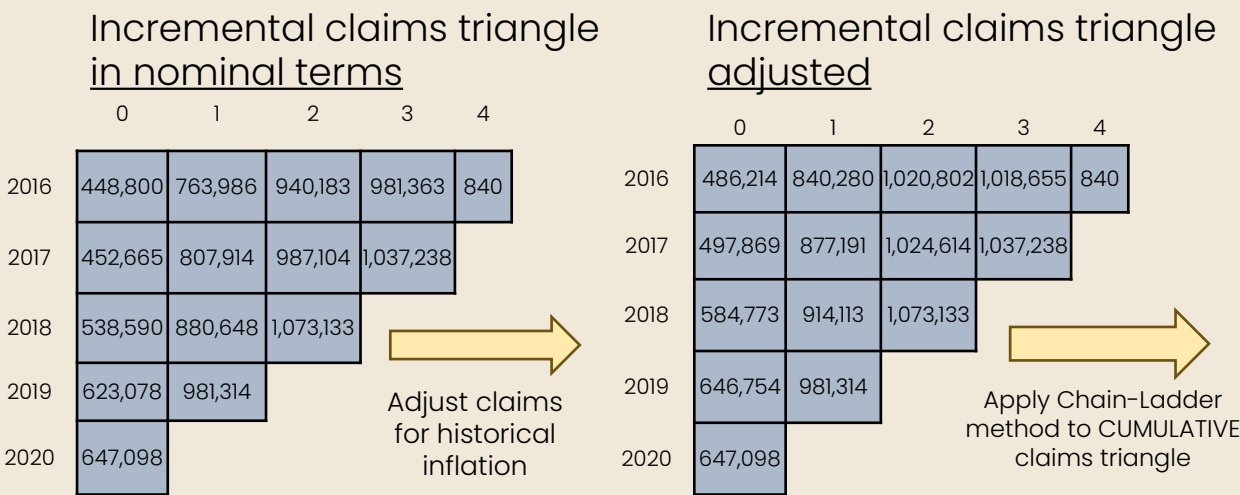 Incremental claims triangle
in nominal terms
0 1 2 3 4
2016 448,800 763,986 940,183 981,363 840
2017 452,665 807,914 987,104 1,037,238
2018 538,590 880,648 1,073,133
2019 623,078 981,314
2020 647,098
Adjust claims
for historical
inflation
Incremental claims triangle
adjusted
0 1 2 3 4
2016 486,214 840,280 1,020,802 1,018,655 840
2017 497,869 877,191 1,024,614 1,037,238
2018 584,773 914,113 1,073,133
2019 646,754 981,314
2020 647,098
Apply Chain-Ladder
method to CUMULATIVE
claims triangle